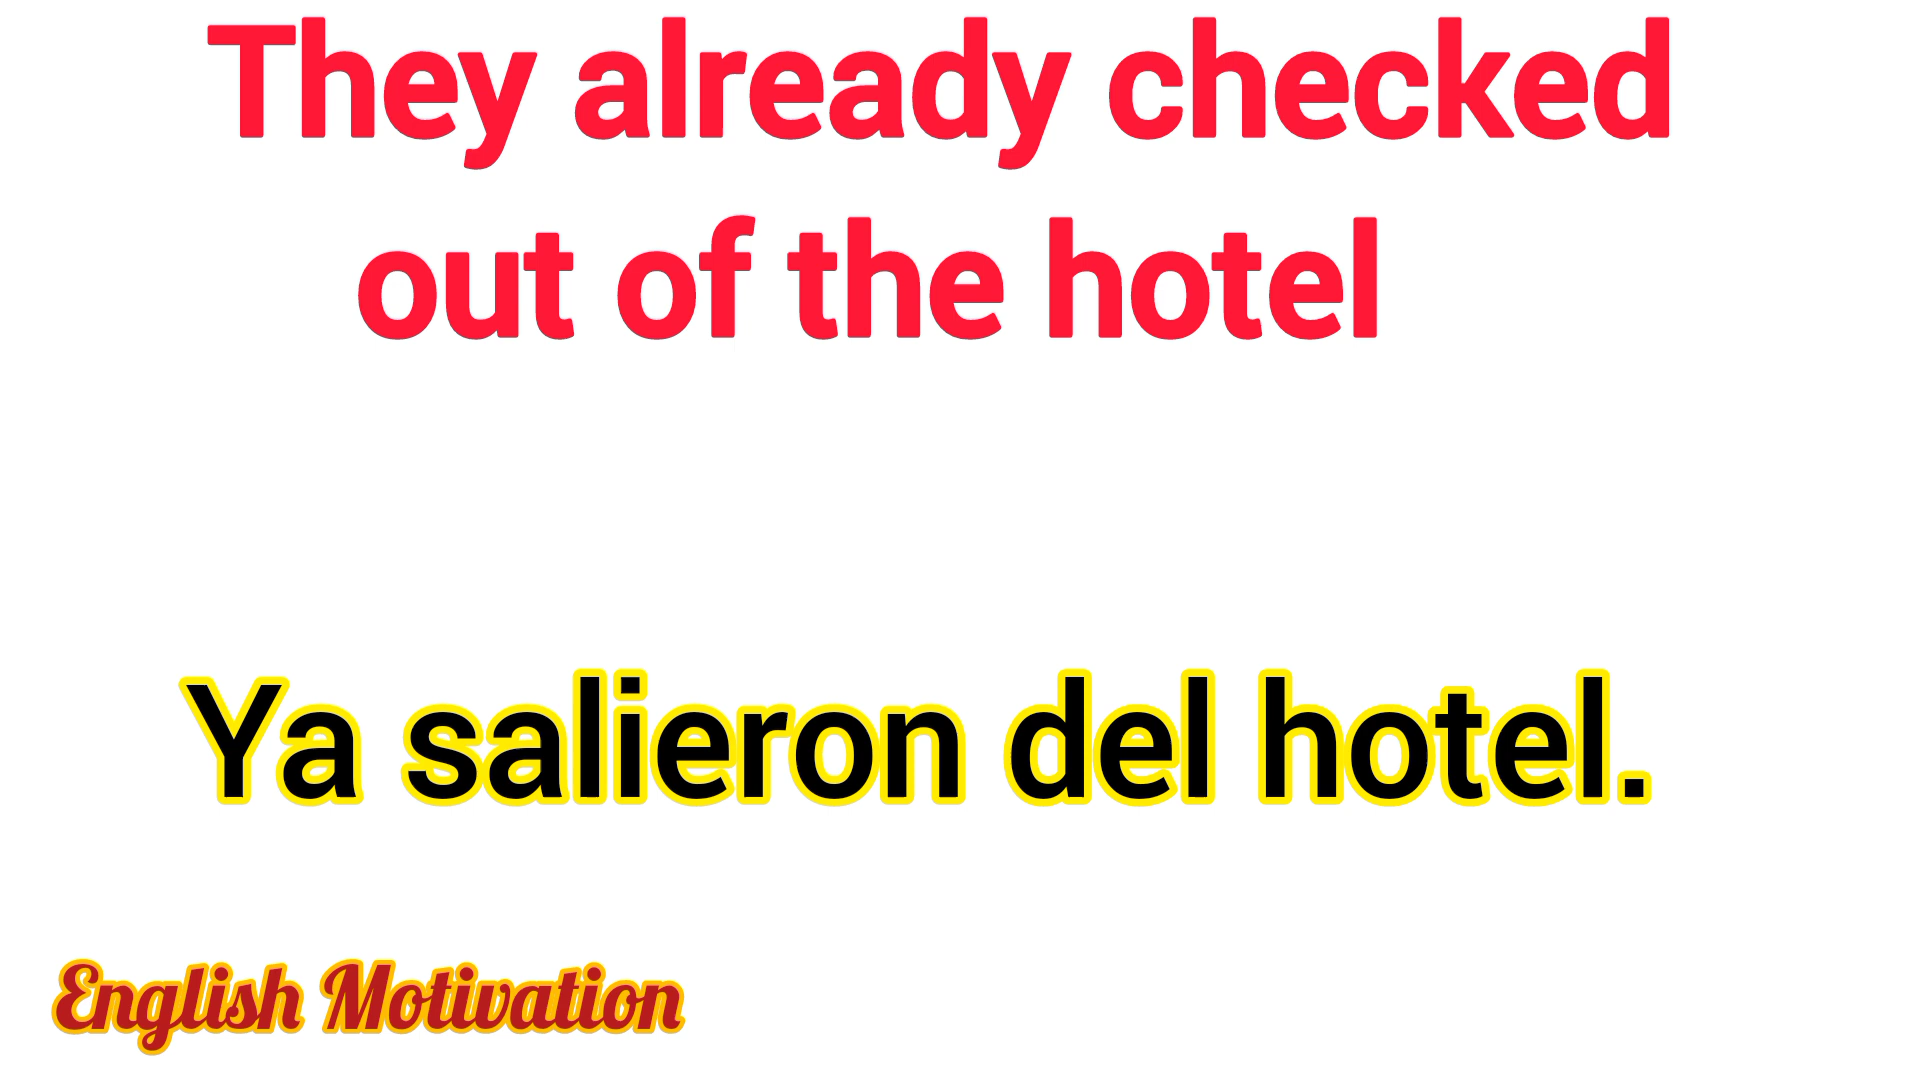 They already checked
out of the hotel
Ya salieron del hotel.
English Motivation